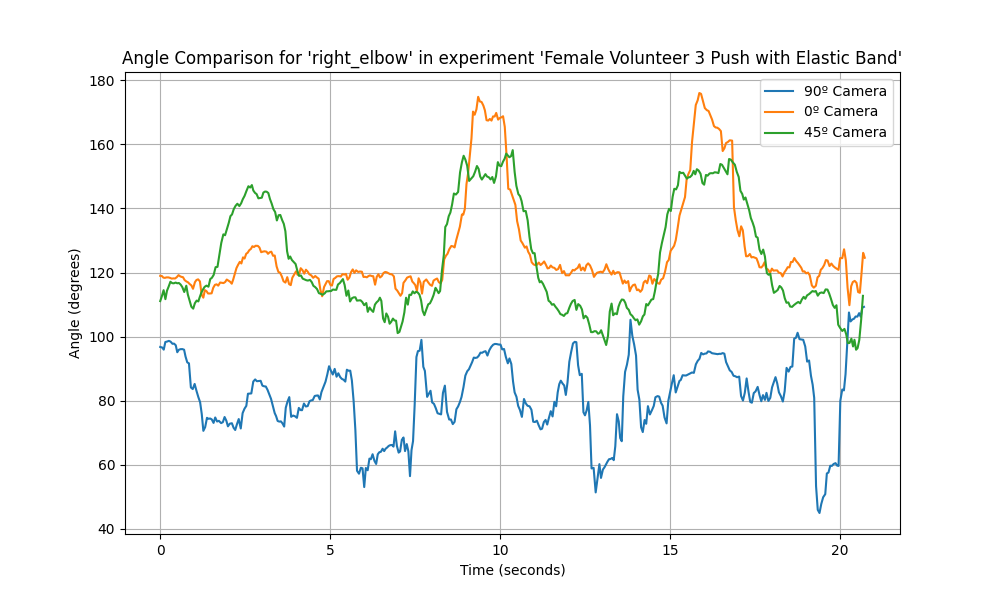 Angle Comparison for 'right_elbow' in experiment 'Female Volunteer 3 Push with Elastic Band'
90º Camera
0º Camera
45º Camera
180
160
140
120
100
80
60
40
Angle (degrees)
0 5 10 15 20
Time (seconds)